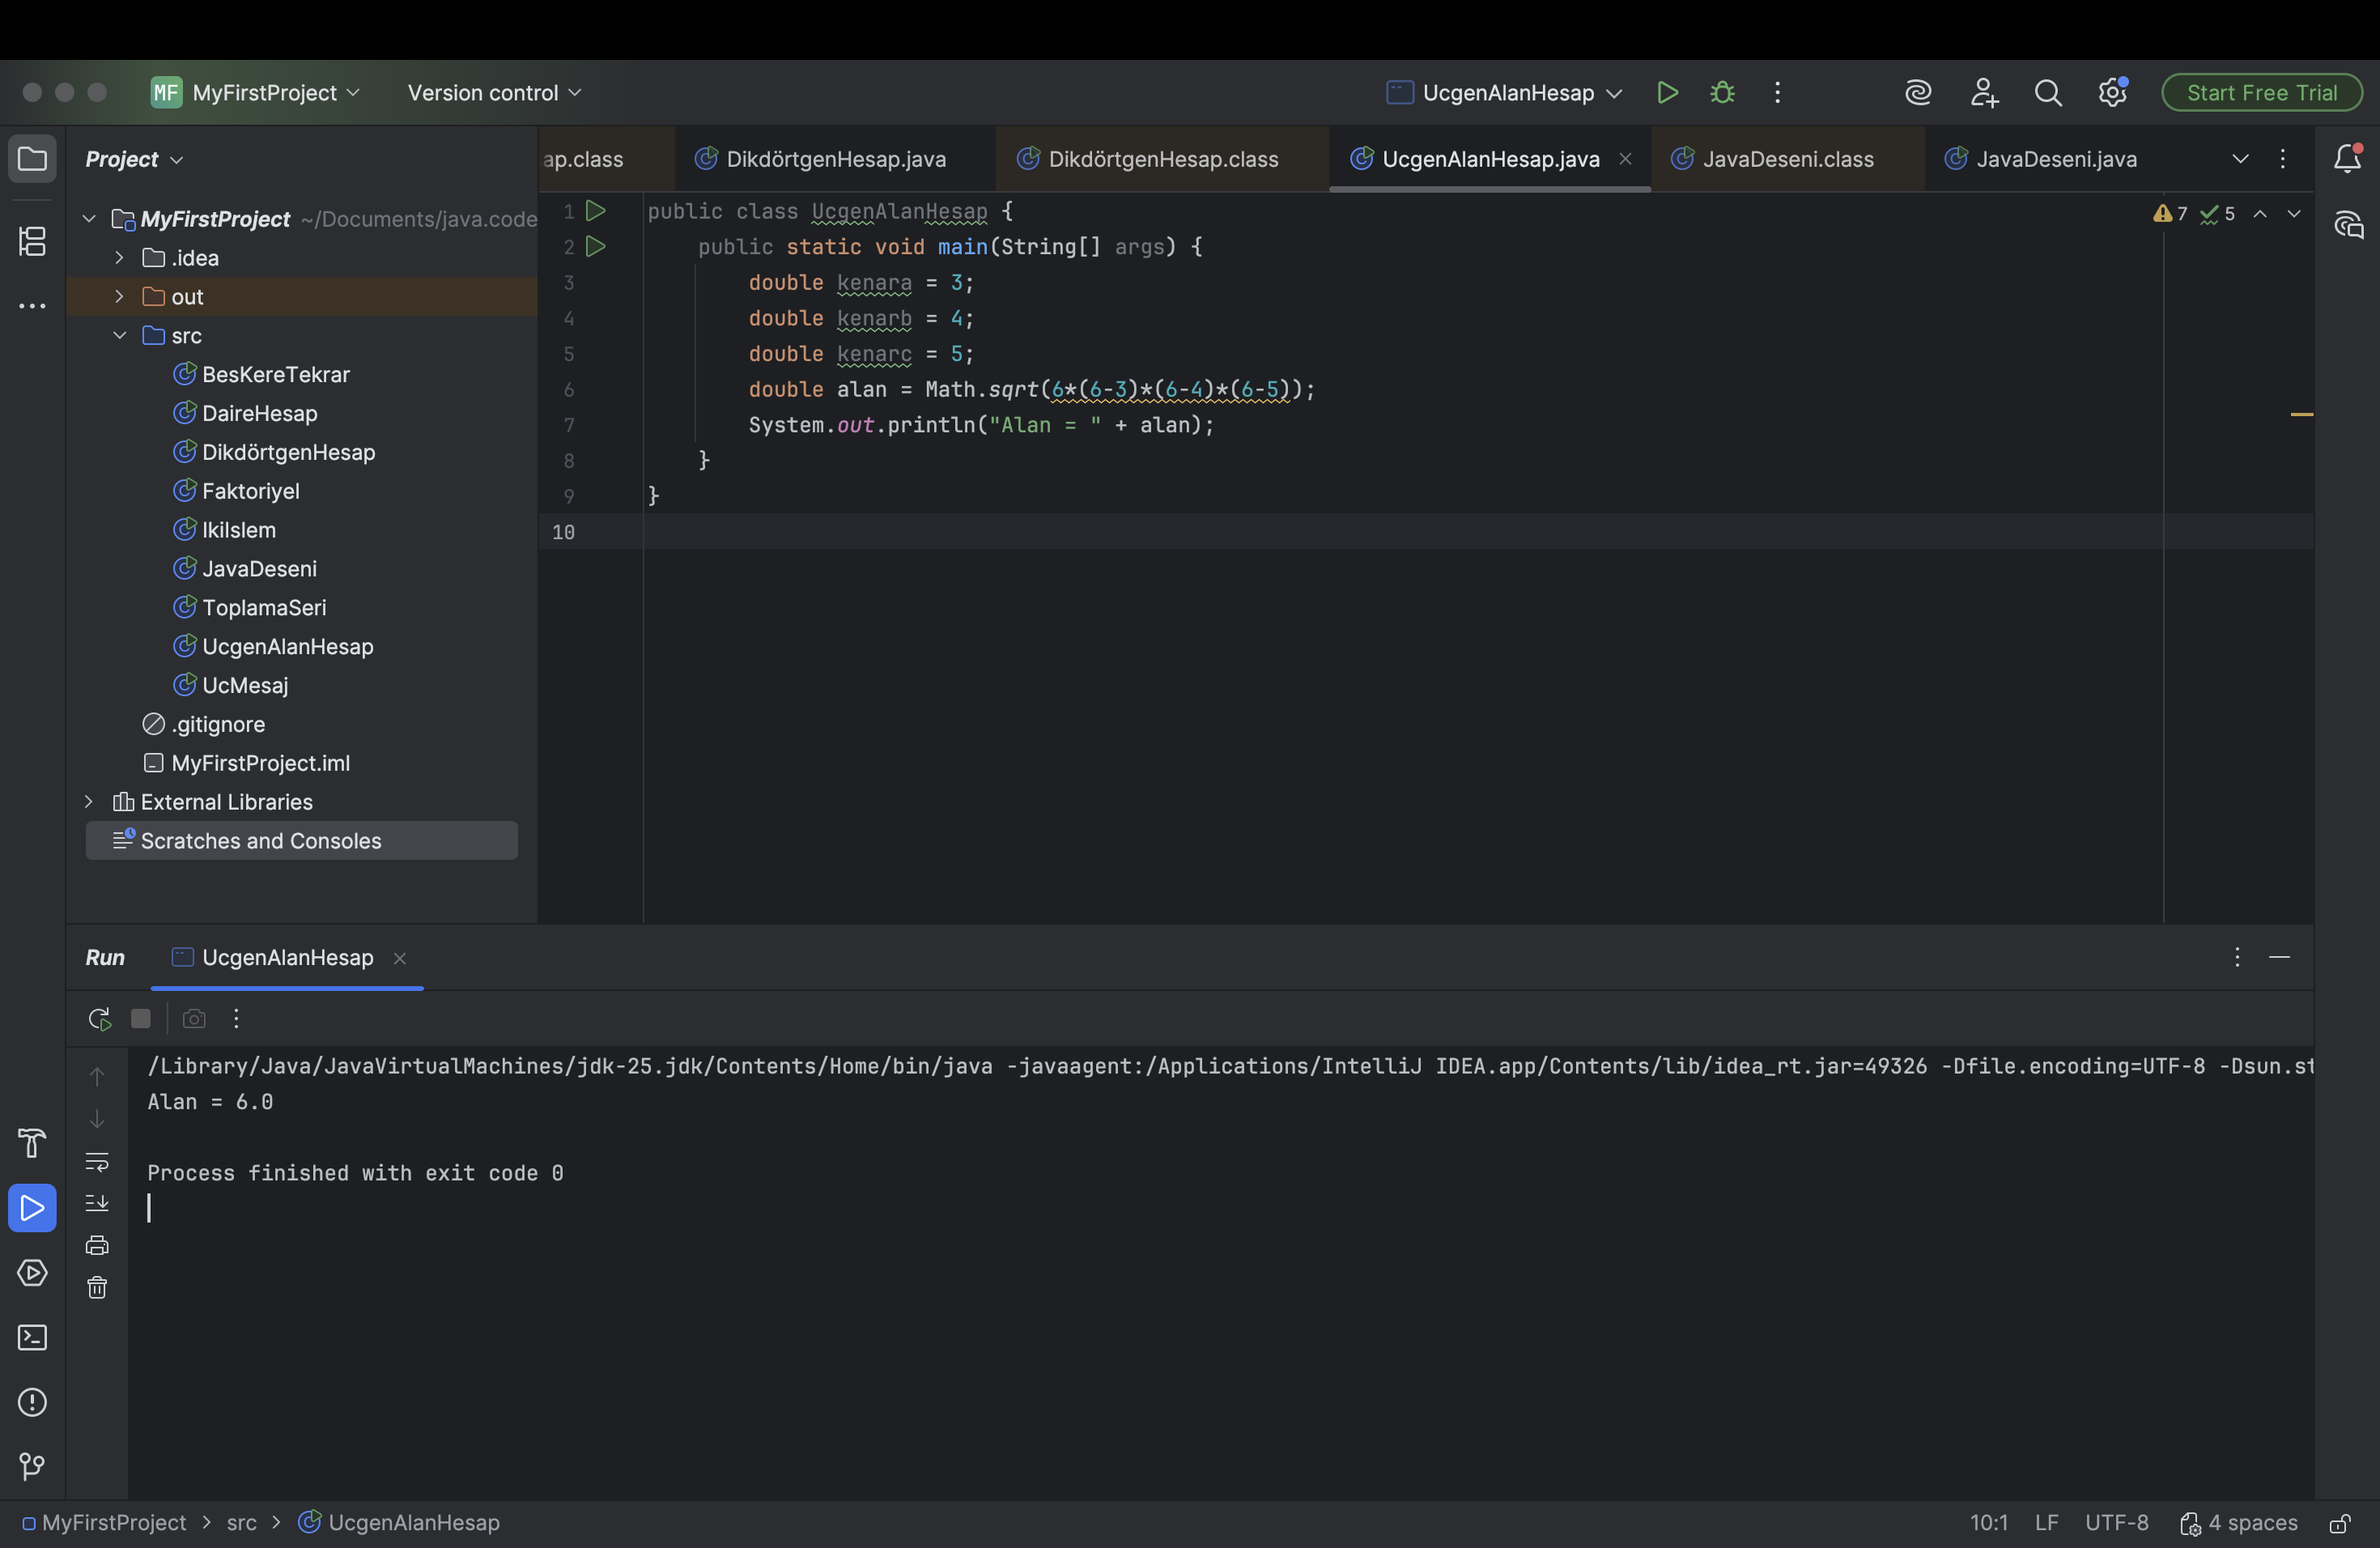 MF MyFirstProject Version control UcgenAlanHesap Start Free Trial
Project
ap.class DikdörtgenHesap.java DikdörtgenHesap.class UcgenAlanHesap.java JavaDeseni.class JavaDeseni.java
MyFirstProject ~/Documents/java.code
.idea
out
src
BesKereTekrar
DaireHesap
DikdörtgenHesap
Faktoriyel
IkiIslem
JavaDeseni
ToplamaSeri
UcgenAlanHesap
UcMesaj
.gitignore
MyFirstProject.iml
External Libraries
Scratches and Consoles
7 5
1 public class UcgenAlanHesap {
2 public static void main(String[] args) {
3 double kenara = 3;
4 double kenarb = 4;
5 double kenarc = 5;
6 double alan = Math.sqrt(6*(6-3)*(6-4)*(6-5));
7 System.out.println("Alan = " + alan);
8 }
9 }
10
Run UcgenAlanHesap
/Library/Java/JavaVirtualMachines/jdk-25.jdk/Contents/Home/bin/java -javaagent:/Applications/IntelliJ IDEA.app/Contents/lib/idea_rt.jar=49326 -Dfile.encoding=UTF-8 -Dsun.st
Alan = 6.0
Process finished with exit code 0
MyFirstProject > src > UcgenAlanHesap
10:1 LF UTF-8 4 spaces